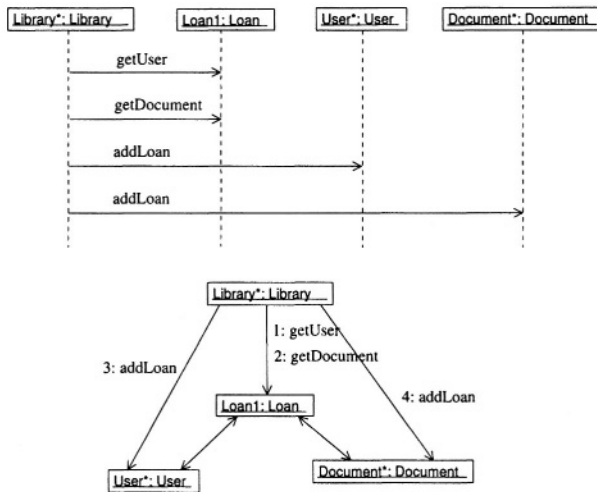 Library*: Library Loan1: Loan User*: User Document*: Document
getUser
getDocument
addLoan
addLoan
Library*: Library
1: getUser
2: getDocument
3: addLoan
4: addLoan
Loan1: Loan
User*: User
Document*: Document